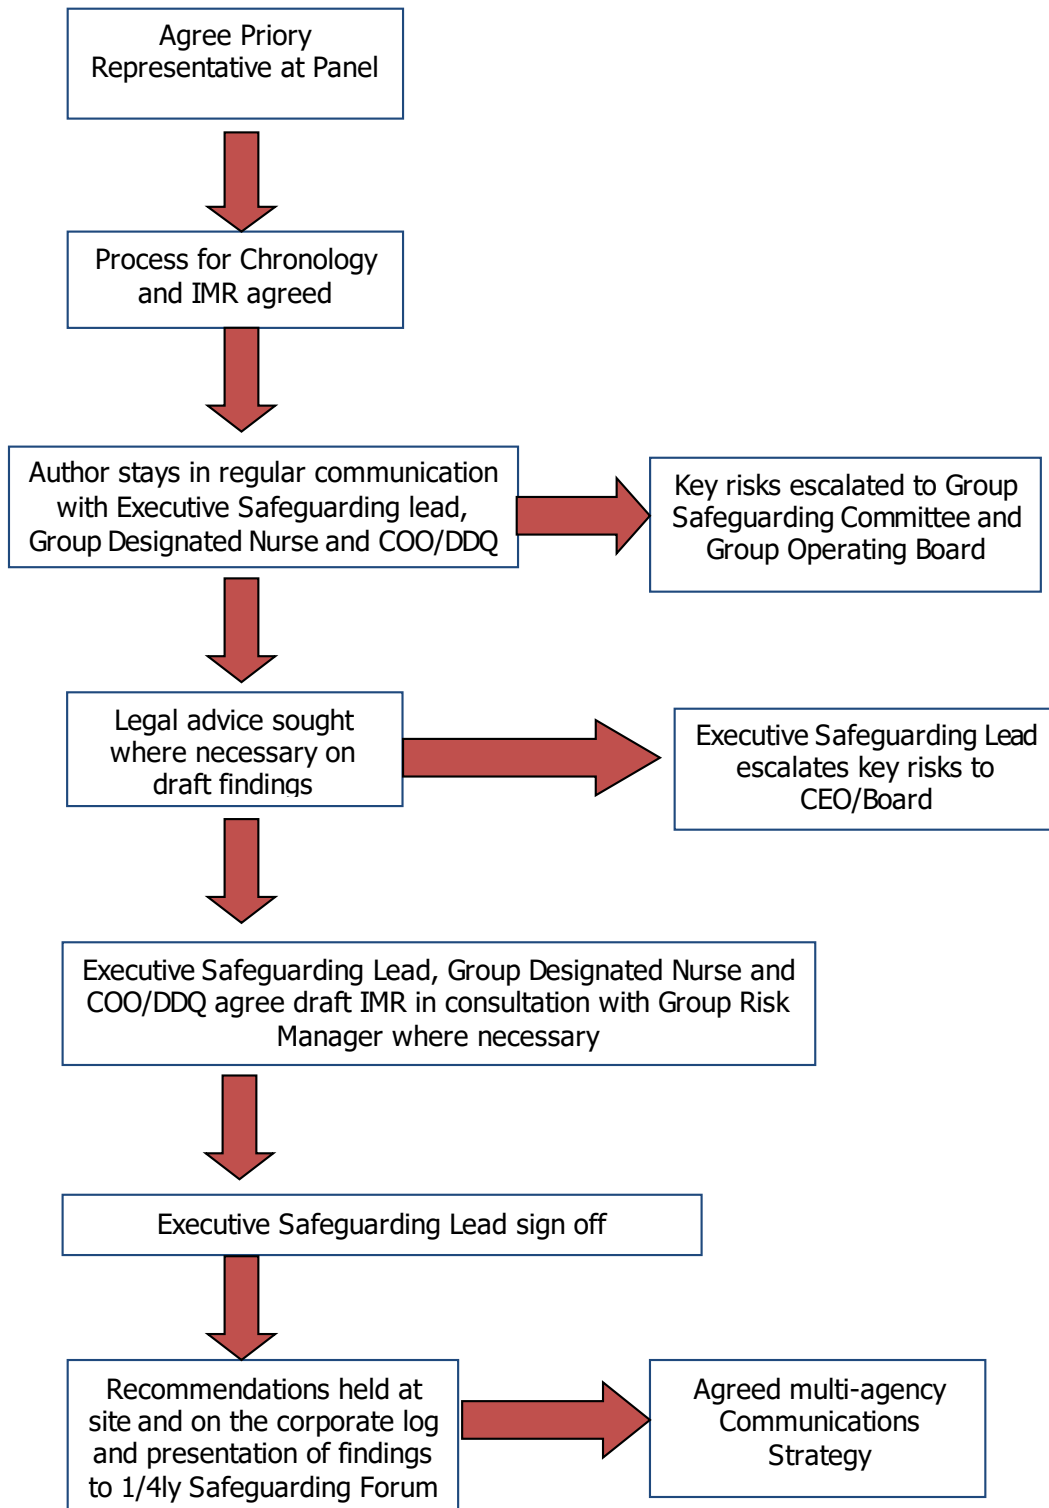 Agree Priory
Representative at Panel
Process for Chronology
and IMR agreed
Author stays in regular communication
with Executive Safeguarding lead,
Group Designated Nurse and COO/DDQ
Key risks escalated to Group
Safeguarding Committee and
Group Operating Board
Legal advice sought
where necessary on
draft findings
Executive Safeguarding Lead
escalates key risks to
CEO/Board
Executive Safeguarding Lead, Group Designated Nurse and
COO/DDQ agree draft IMR in consultation with Group Risk
Manager where necessary
Executive Safeguarding Lead sign off
Recommendations held at
site and on the corporate log
and presentation of findings
to 1/4ly Safeguarding Forum
Agreed multi-agency
Communications
Strategy